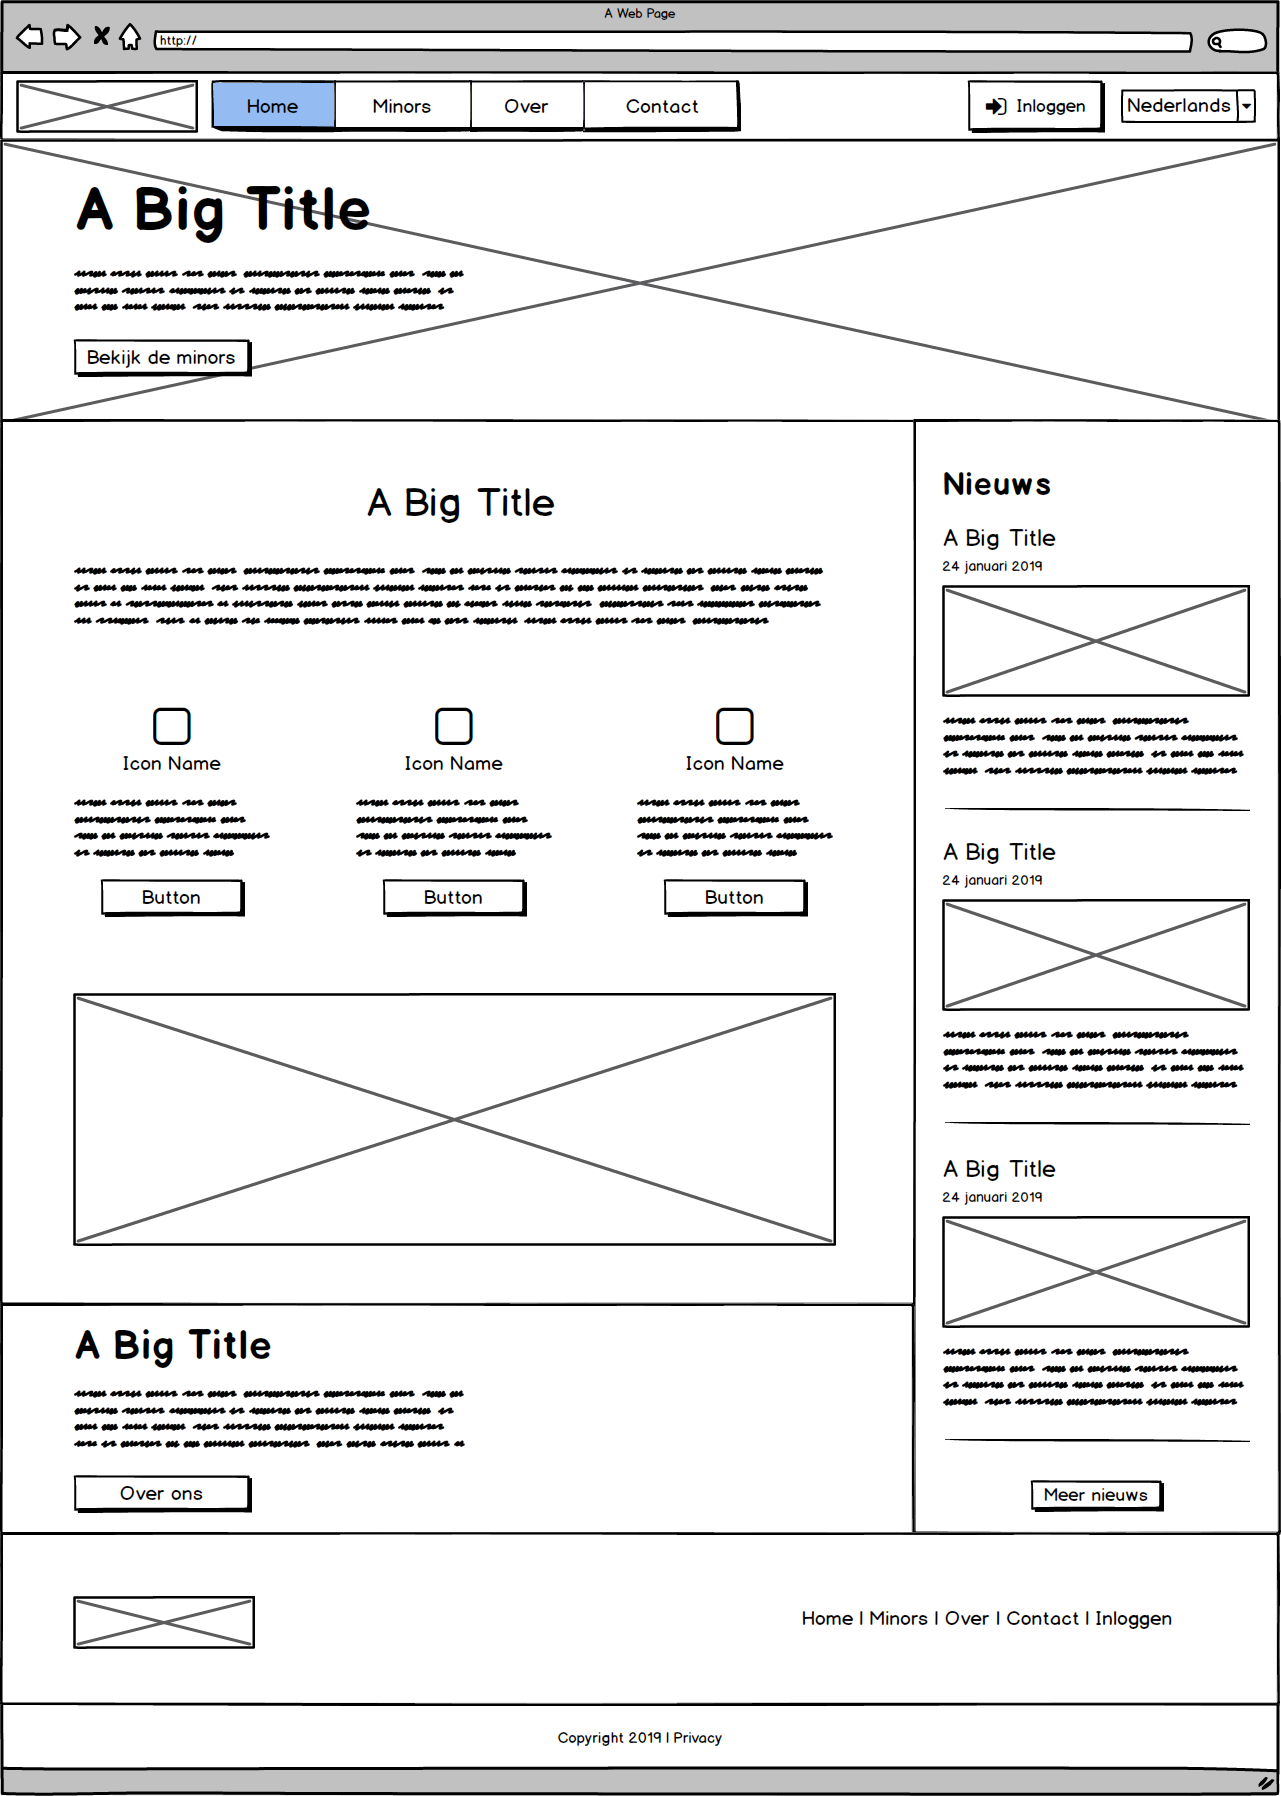 A Web Page
http://
Home
Minors
Over
Contact
Inloggen
Nederlands
A Big Title
Bekijk de minors
A Big Title
Icon Name
Icon Name
Icon Name
Button
Button
Button
A Big Title
Over ons
Nieuws
A Big Title
24 januari 2019
A Big Title
24 januari 2019
A Big Title
24 januari 2019
Meer nieuws
Home | Minors | Over | Contact | Inloggen
Copyright 2019 | Privacy